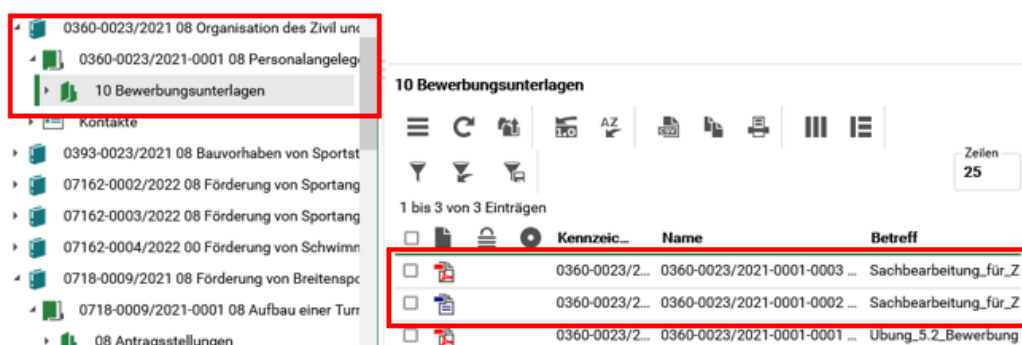 0360-0023/2021 08 Organisation des Zivil und
0360-0023/2021-0001 08 Personalangelege
10 Bewerbungsunterlagen
Kontakte
0393-0023/2021 08 Bauvorhaben von Sportst
07162-0002/2022 08 Förderung von Sportang
07162-0003/2022 08 Förderung von Sportang
07162-0004/2022 00 Förderung von Schwimm
0718-0009/2021 08 Förderung von Breitenspo
0718-0009/2021-0001 08 Aufbau einer Turr
08 Antragsstellungen
10 Bewerbungsunterlagen
1.0 AZ CSV
Zeilen
25
1 bis 3 von 3 Einträgen
Kennzeic... Name Betreff
0360-0023/2... 0360-0023/2021-0001-0003 ... Sachbearbeitung_für_Z
0360-0023/2... 0360-0023/2021-0001-0002 ... Sachbearbeitung_für_Z
0360-0023/2... 0360-0023/2021-0001-0001 ... Übung_5.2_Bewerbung